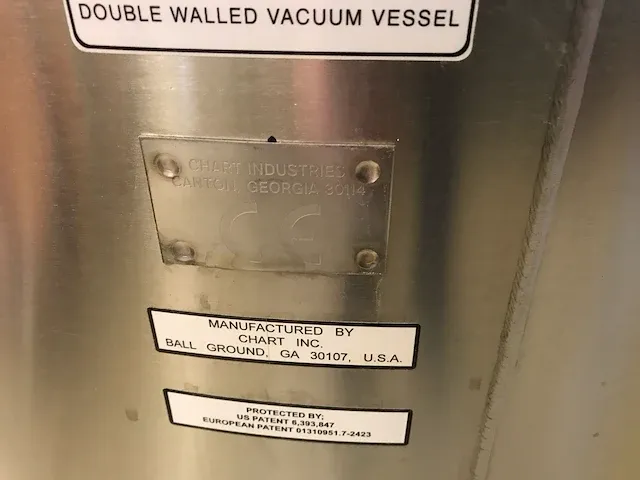 DOUBLE WALLED VACUUM VESSEL
CHART INDUSTRIES
CANTON, GEORGIA 30114
CE
MANUFACTURED BY
CHART INC.
BALL GROUND, GA 30107, U.S.A.
PROTECTED BY;
US PATENT 6,393,847
EUROPEAN PATENT 01310951.7-2423